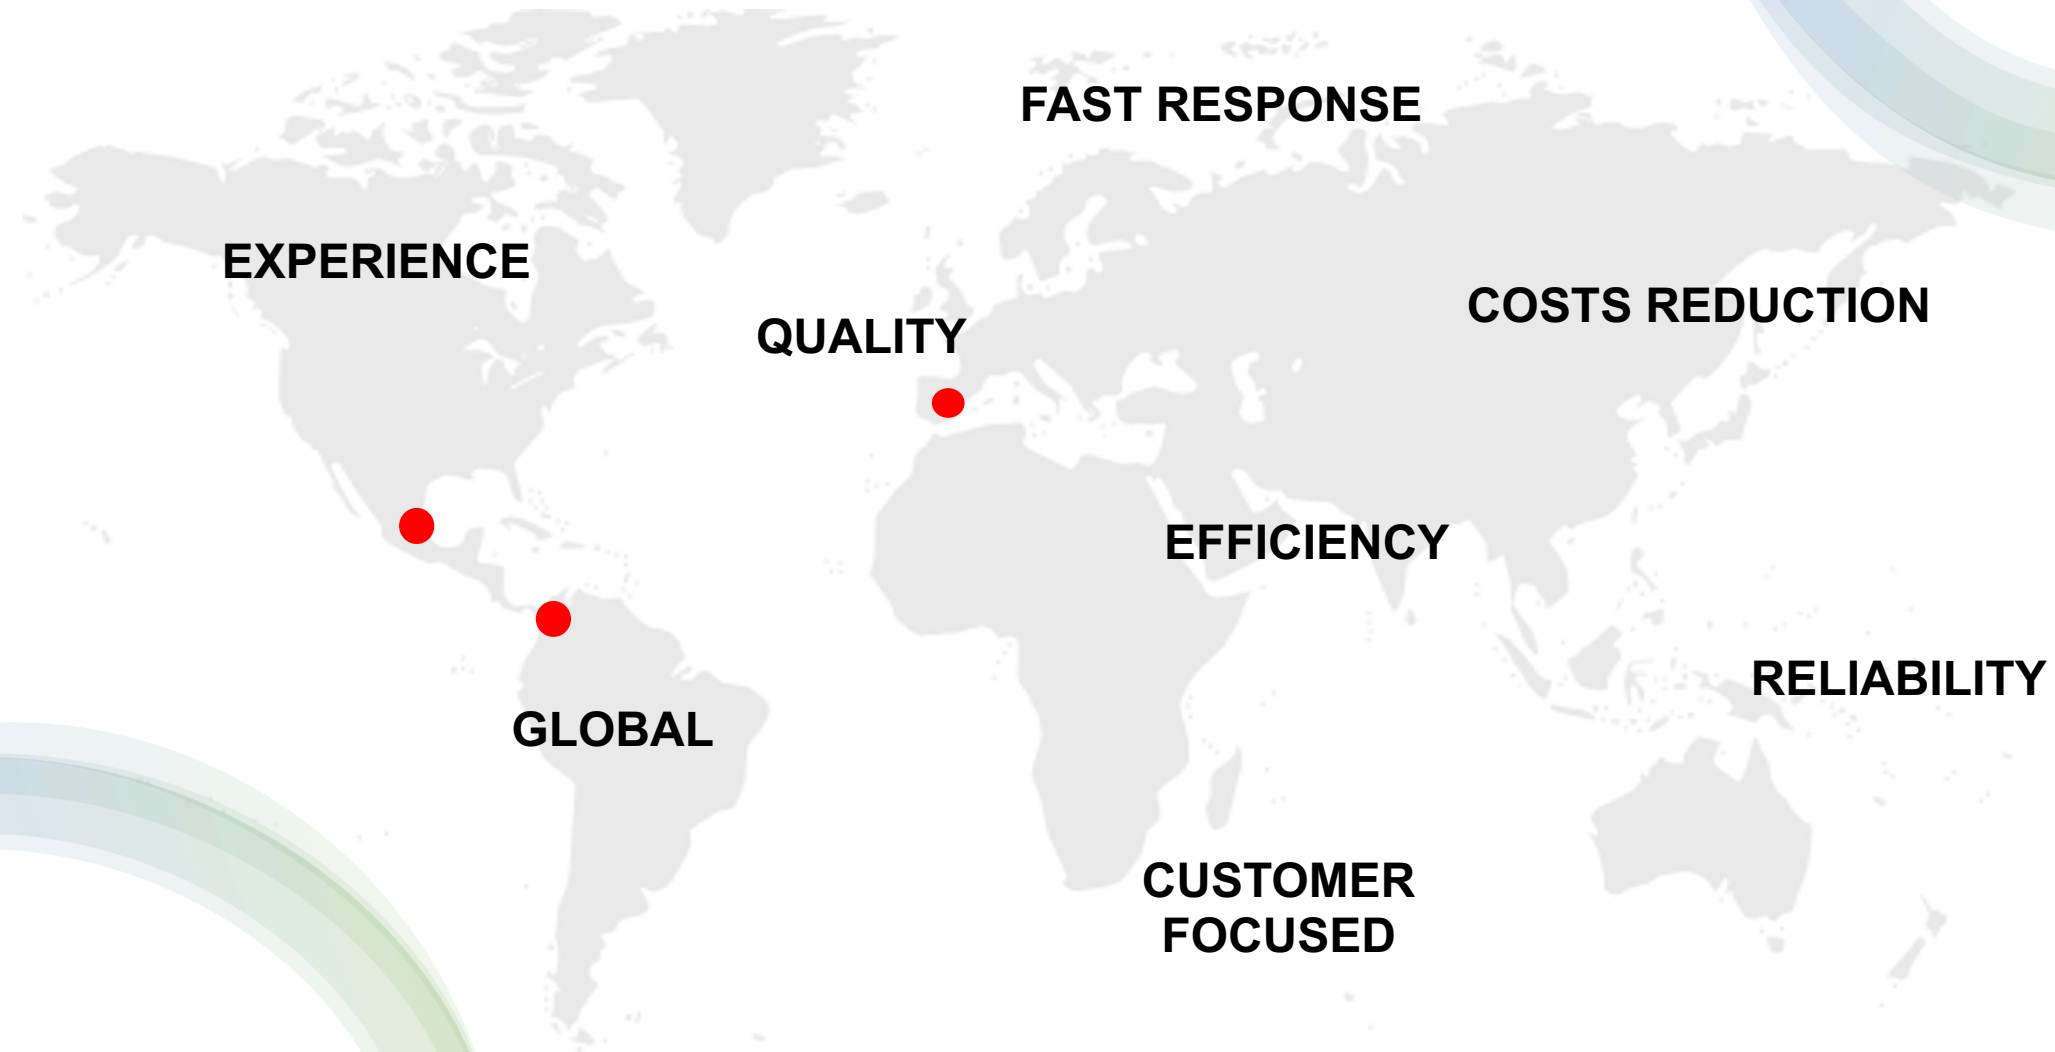 FAST RESPONSE
EXPERIENCE
COSTS REDUCTION
QUALITY
EFFICIENCY
RELIABILITY
GLOBAL
CUSTOMER
FOCUSED